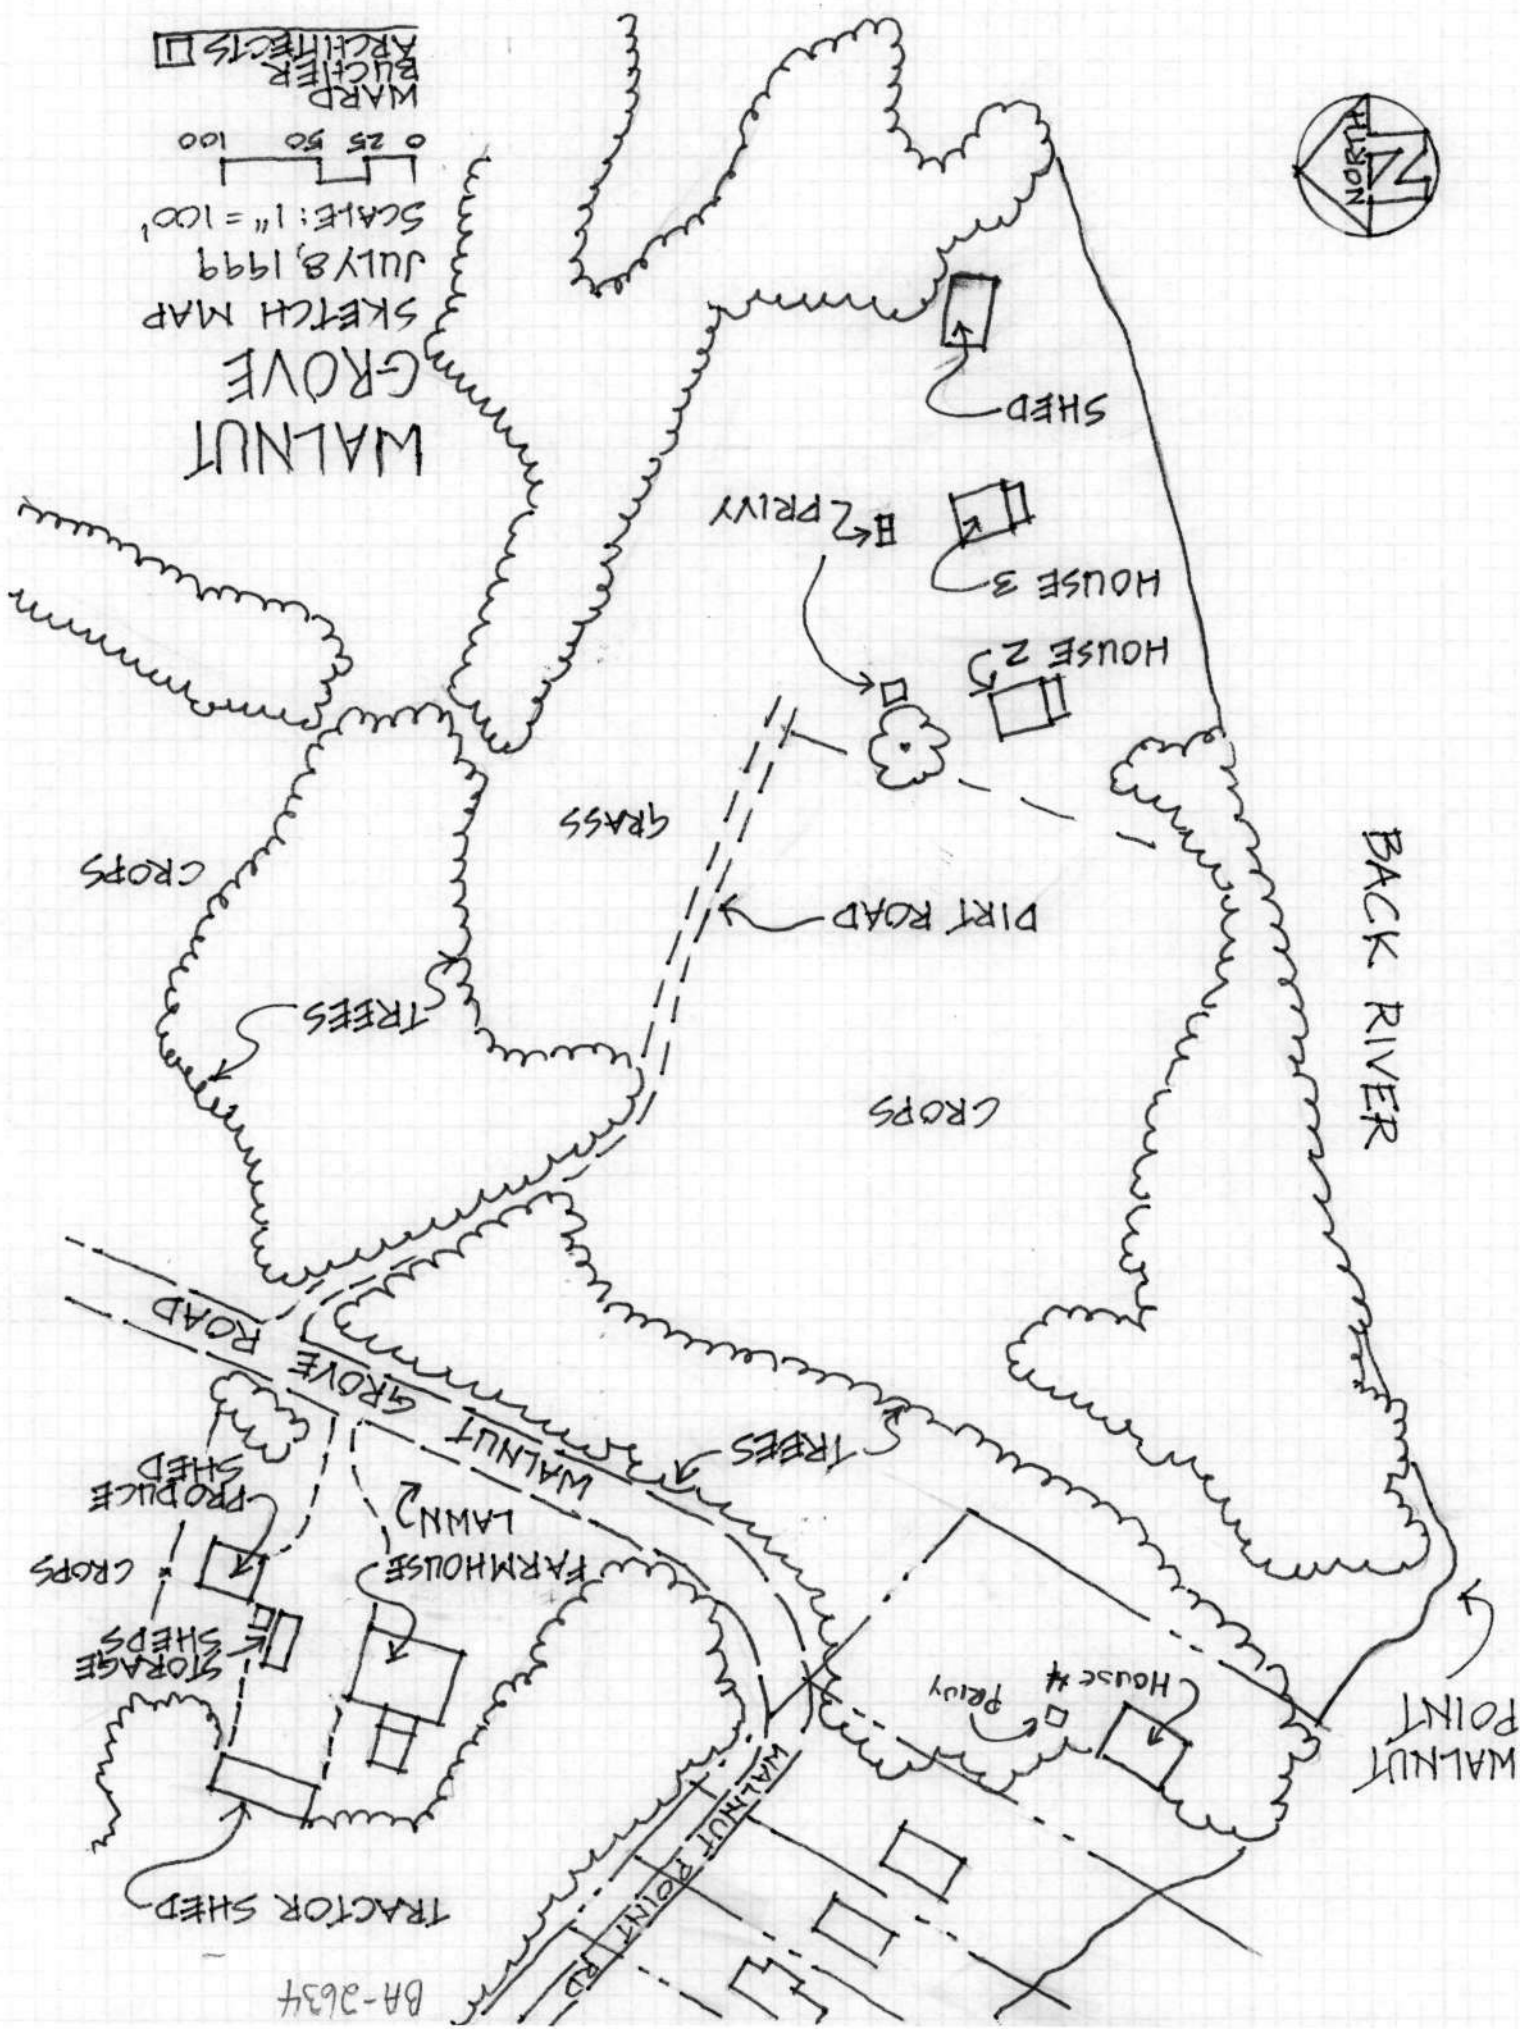 BA-2634
TRACTOR SHED
WALNUT POINT RD
WALNUT
POINT
HOUSE 4
PRIVY
STORAGE
SHEDS
CROPS
FARMHOUSE
LAWN
PRODUCE
SHED
TREES
WALNUT GROVE ROAD
CROPS
BACK RIVER
TREES
DIRT ROAD
CROPS
GRASS
HOUSE 2
HOUSE 3
PRIVY
SHED
WALNUT
GROVE
SKETCH MAP
JULY 8, 1999
SCALE: 1" = 100'
0 25 50 100
WARD
BUCHER
ARCHITECTS
NORTH
N